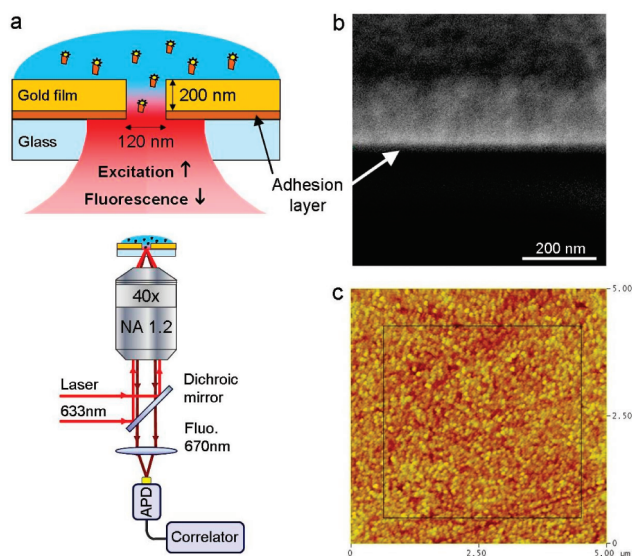 a
Gold film
200 nm
Glass
120 nm
Excitation ↑
Fluorescence ↓
Adhesion
layer
40x
NA 1.2
Laser
633nm
Dichroic
mirror
Fluo.
670nm
APD
Correlator
b
200 nm
c
5.00
2.50
0
0
2.50
5.00
um